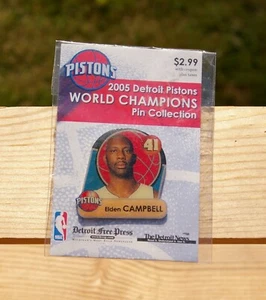 PISTONS
$2.99
2005 Detroit Pistons
WORLD CHAMPIONS
Pin Collection
41
PISTONS
Elden CAMPBELL
NBA
Detroit Free Press
The Detroit News